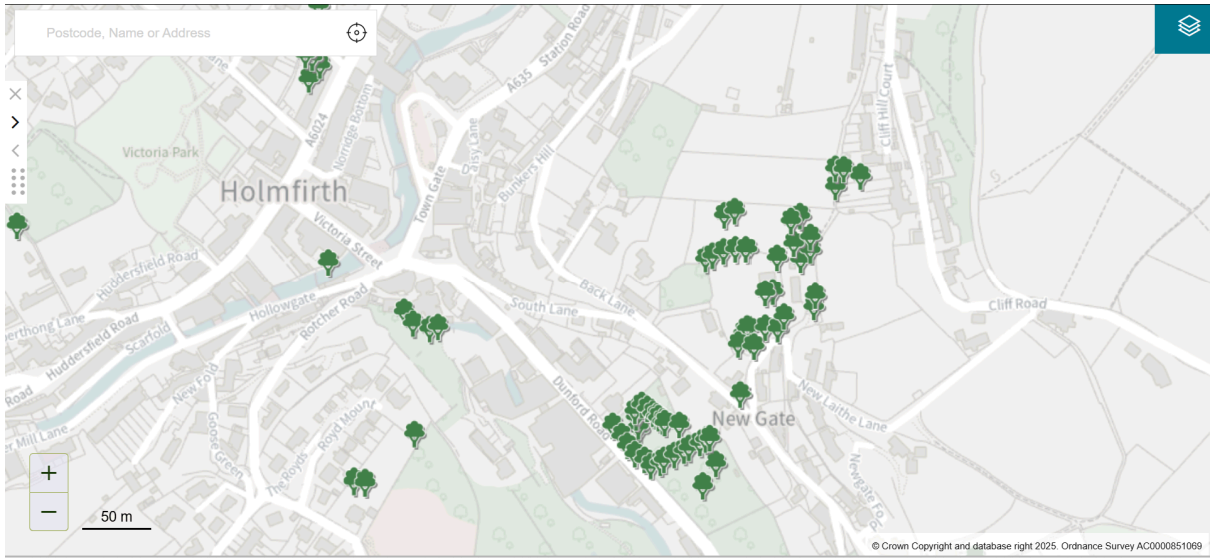 Postcode, Name or Address
A635 Station Road
Cliff Hill Court
A6024
Norridge Bottom
Victoria Park
Bunkers Hill
Holmfirth
Town Gate
Victoria Street
Huddersfield Road
Back Lane
South Lane
Cliff Road
Hollowgate
Rotcher Road
Scarfold
Huddersfield Road
Road
New Fold
Dunford Road
New Laithe Lane
New Gate
Goose Green
Royd Mount
The Royds
Mill Lane
50 m
© Crown Copyright and database right 2025. Ordnance Survey AC0000851069